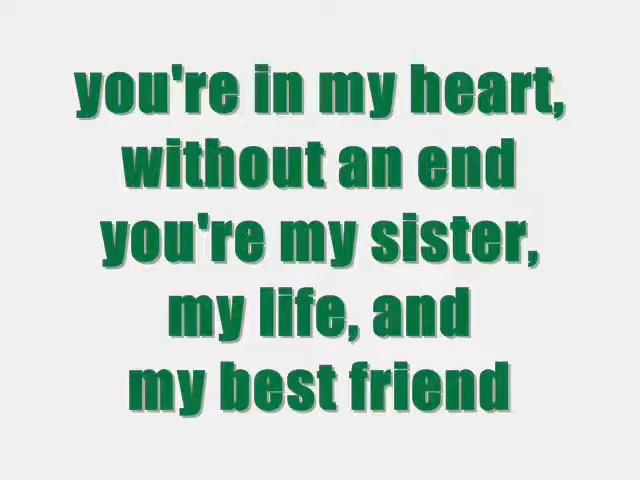 you're in my heart,
without an end
you're my sister,
my life, and
my best friend